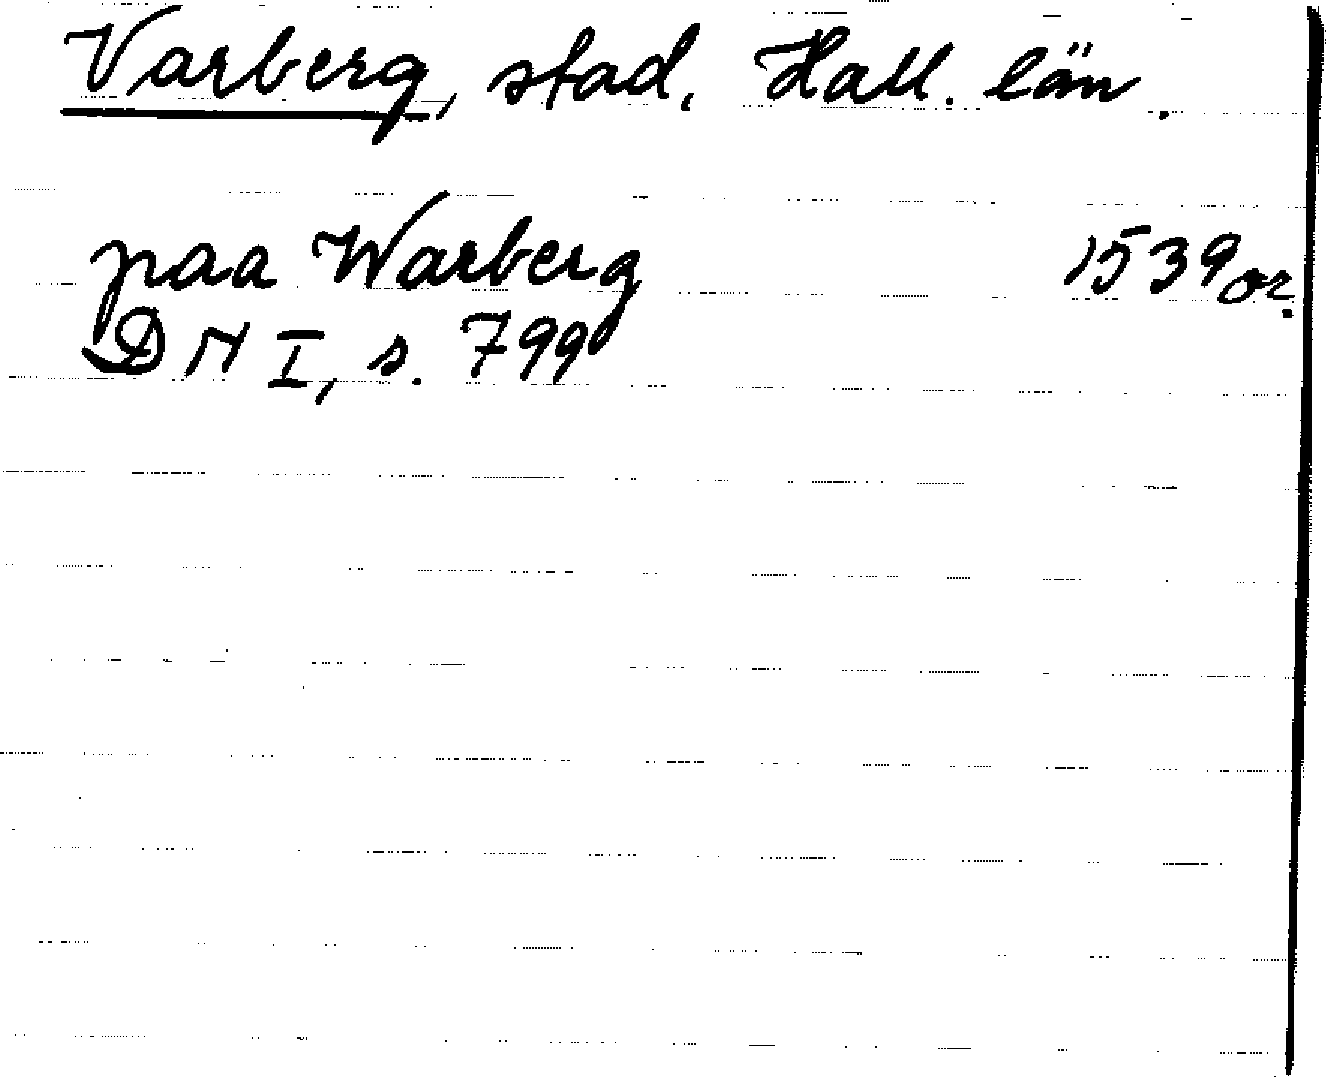 Varberg, stad, Hall. län.
paa Warberg 1539 or.
DN I, s. 799